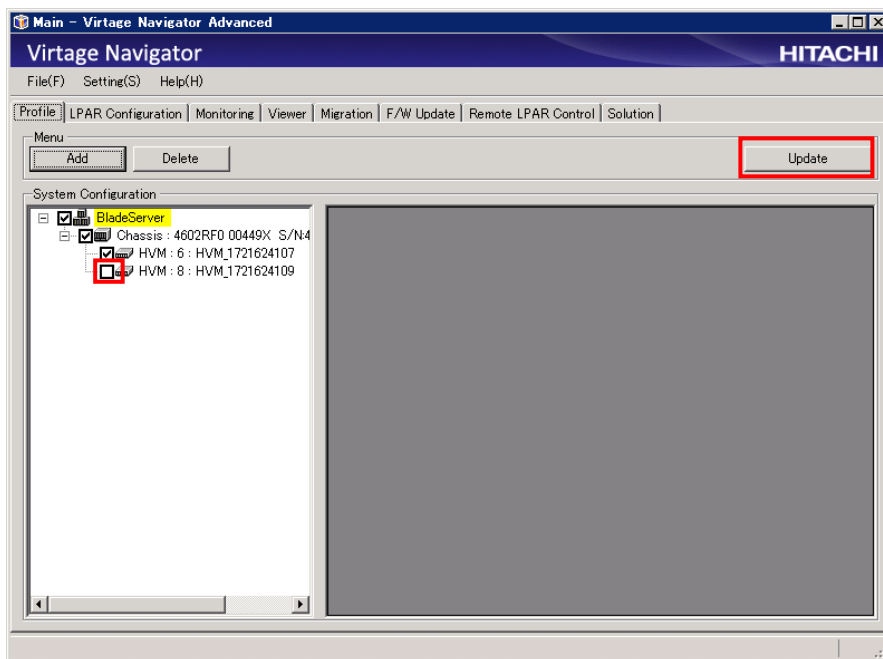 Main - Virtage Navigator Advanced
Virtage Navigator
HITACHI
File(F) Setting(S) Help(H)
Profile LPAR Configuration Monitoring Viewer Migration F/W Update Remote LPAR Control Solution
Menu
Add Delete Update
System Configuration
BladeServer
Chassis : 4602RF0 00449X S/N:4
HVM : 6 : HVM_1721624107
HVM : 8 : HVM_1721624109